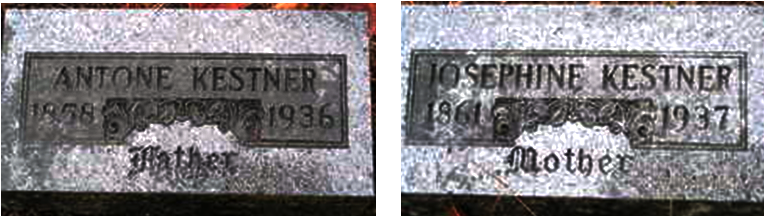 ANTONE KESTNER
1858 1936
Father
JOSEPHINE KESTNER
1861 1937
Mother